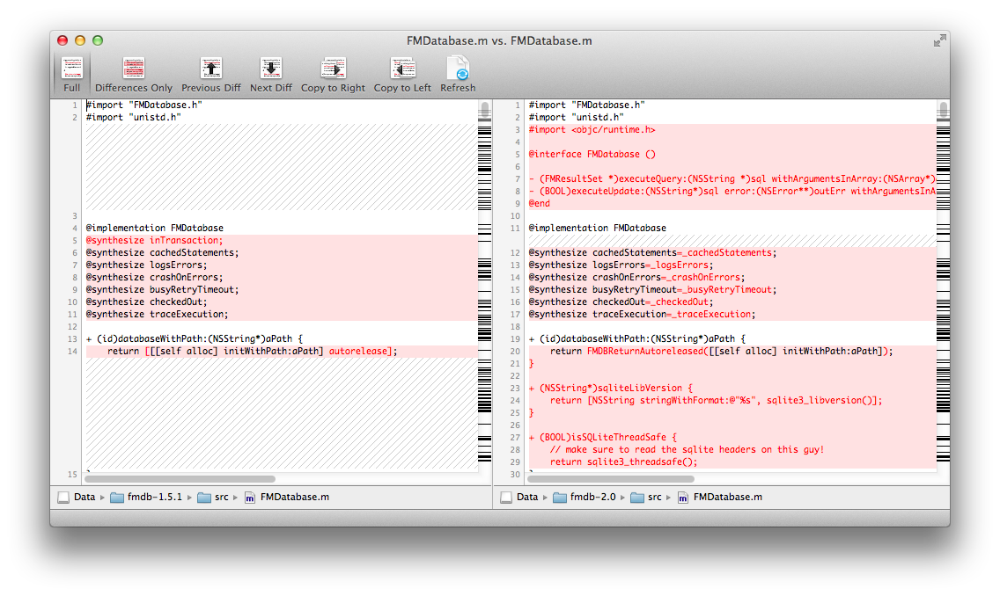 FMDatabase.m vs. FMDatabase.m
Full
Differences Only
Previous Diff
Next Diff
Copy to Right
Copy to Left
Refresh
1 #import "FMDatabase.h"
2 #import "unistd.h"
3
4 @implementation FMDatabase
5 @synthesize inTransaction;
6 @synthesize cachedStatements;
7 @synthesize logsErrors;
8 @synthesize crashOnErrors;
9 @synthesize busyRetryTimeout;
10 @synthesize checkedOut;
11 @synthesize traceExecution;
12
13 + (id)databaseWithPath:(NSString*)aPath {
14 return [[[self alloc] initWithPath:aPath] autorelease];
15 }
1 #import "FMDatabase.h"
2 #import "unistd.h"
3 #import <objc/runtime.h>
4
5 @interface FMDatabase ()
6
7 - (FMResultSet *)executeQuery:(NSString *)sql withArgumentsInArray:(NSArray*)
8 - (BOOL)executeUpdate:(NSString*)sql error:(NSError**)outErr withArgumentsInA
9 @end
10
11 @implementation FMDatabase
12 @synthesize cachedStatements=_cachedStatements;
13 @synthesize logsErrors=_logsErrors;
14 @synthesize crashOnErrors=_crashOnErrors;
15 @synthesize busyRetryTimeout=_busyRetryTimeout;
16 @synthesize checkedOut=_checkedOut;
17 @synthesize traceExecution=_traceExecution;
18
19 + (id)databaseWithPath:(NSString*)aPath {
20 return FMDBReturnAutoreleased([[self alloc] initWithPath:aPath]);
21 }
22
23 + (NSString*)sqliteLibVersion {
24 return [NSString stringWithFormat:@"%s", sqlite3_libversion()];
25 }
26
27 + (BOOL)isSQLiteThreadSafe {
28 // make sure to read the sqlite headers on this guy!
29 return sqlite3_threadsafe();
30 }
Data fmdb-1.5.1 src FMDatabase.m
Data fmdb-2.0 src FMDatabase.m